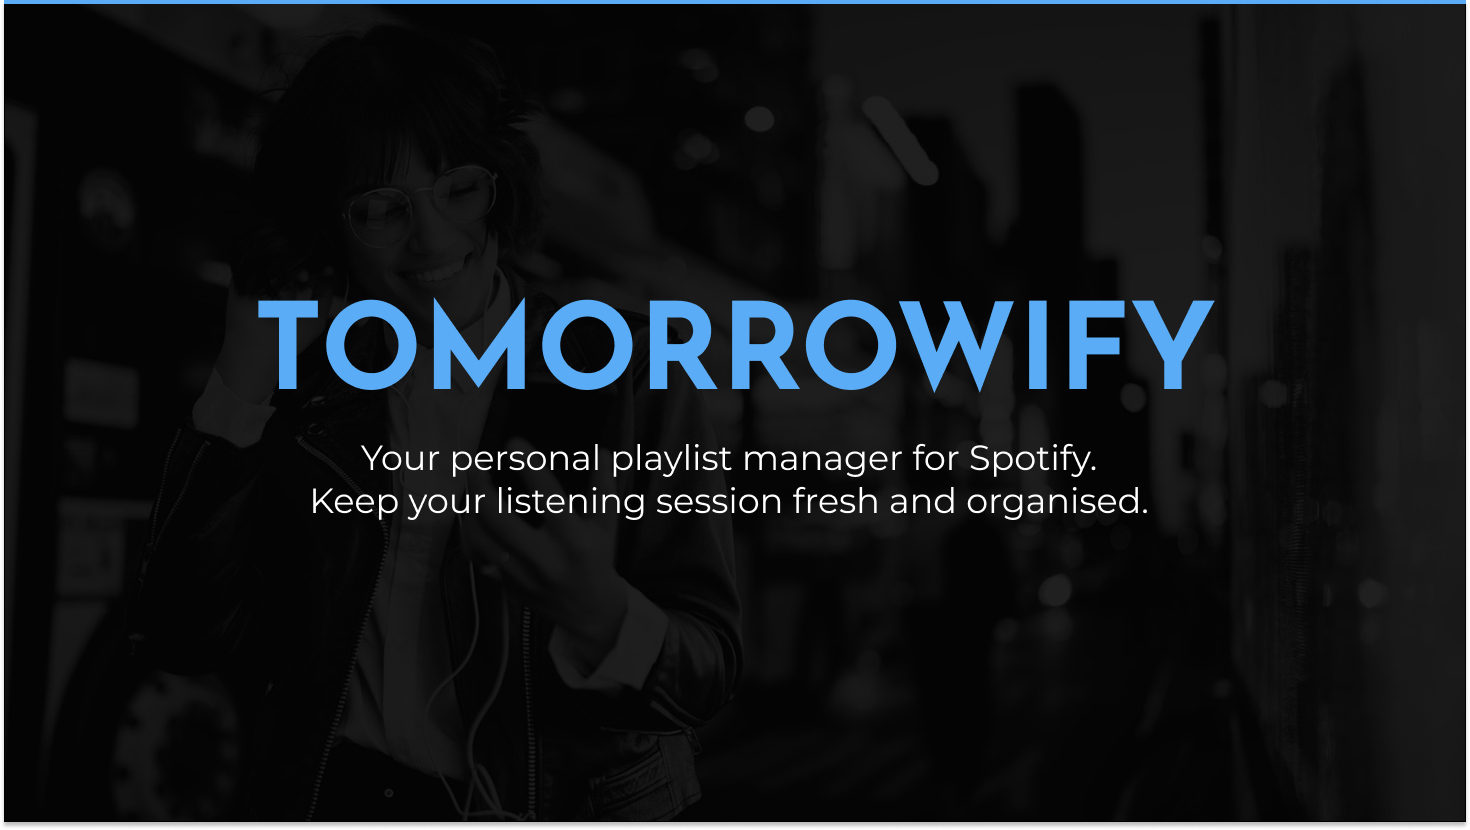 TOMORROWIFY
Your personal playlist manager for Spotify.
Keep your listening session fresh and organised.